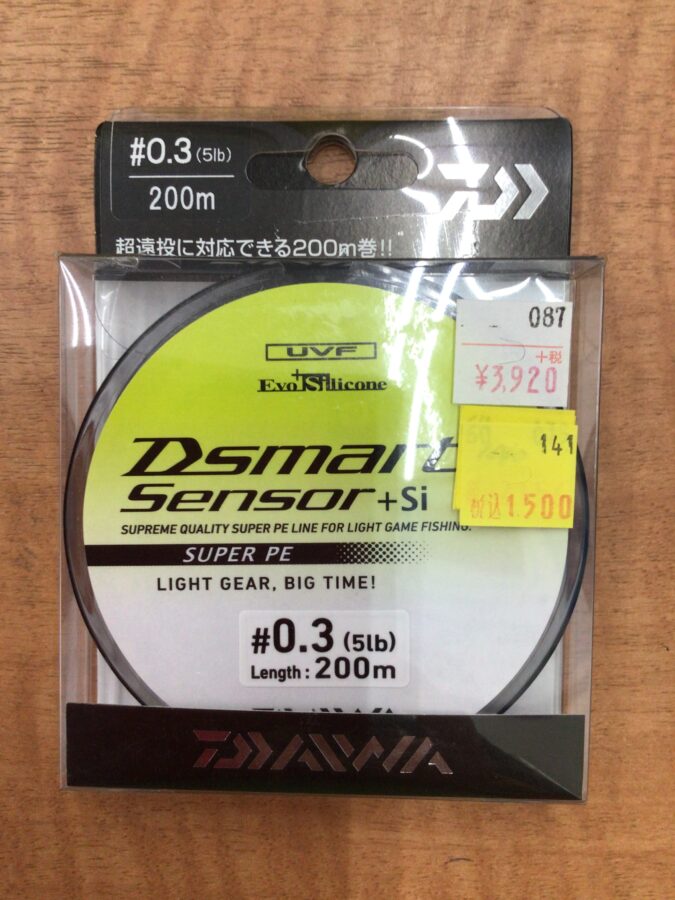 #0.3 (5lb)
200m
超遠投に対応できる200m巻!!
UVF
Evo+Silicone
087
+税
¥3,920
141
税込1,500
Dsmart
Sensor+Si
SUPREME QUALITY SUPER PE LINE FOR LIGHT GAME FISHING.
SUPER PE
LIGHT GEAR, BIG TIME!
#0.3 (5lb)
Length : 200m
DAIWA